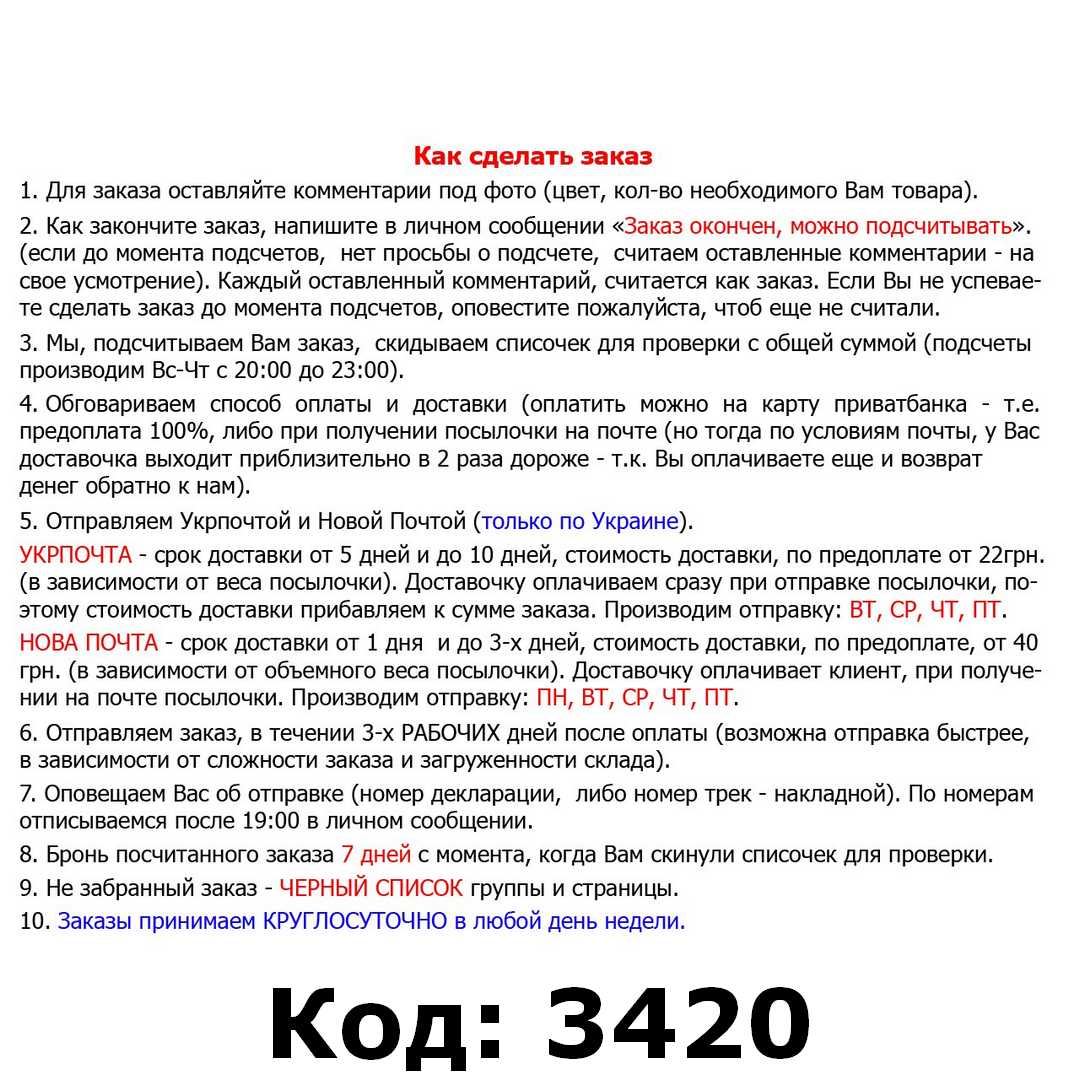 Как сделать заказ
1. Для заказа оставляйте комментарии под фото (цвет, кол-во необходимого Вам товара).
2. Как закончите заказ, напишите в личном сообщении «Заказ окончен, можно подсчитывать».
(если до момента подсчетов, нет просьбы о подсчете, считаем оставленные комментарии - на
свое усмотрение). Каждый оставленный комментарий, считается как заказ. Если Вы не успевае-
те сделать заказ до момента подсчетов, оповестите пожалуйста, чтоб еще не считали.
3. Мы, подсчитываем Вам заказ, скидываем списочек для проверки с общей суммой (подсчеты
производим Вс-Чт с 20:00 до 23:00).
4. Обговариваем способ оплаты и доставки (оплатить можно на карту приватбанка - т.е.
предоплата 100%, либо при получении посылочки на почте (но тогда по условиям почты, у Вас
доставочка выходит приблизительно в 2 раза дороже - т.к. Вы оплачиваете еще и возврат
денег обратно к нам).
5. Отправляем Укрпочтой и Новой Почтой (только по Украине).
УКРПОЧТА - срок доставки от 5 дней и до 10 дней, стоимость доставки, по предоплате от 22грн.
(в зависимости от веса посылочки). Доставочку оплачиваем сразу при отправке посылочки, по-
этому стоимость доставки прибавляем к сумме заказа. Производим отправку: ВТ, СР, ЧТ, ПТ.
НОВА ПОЧТА - срок доставки от 1 дня и до 3-х дней, стоимость доставки, по предоплате, от 40
грн. (в зависимости от объемного веса посылочки). Доставочку оплачивает клиент, при получе-
нии на почте посылочки. Производим отправку: ПН, ВТ, СР, ЧТ, ПТ.
6. Отправляем заказ, в течении 3-х РАБОЧИХ дней после оплаты (возможна отправка быстрее,
в зависимости от сложности заказа и загруженности склада).
7. Оповещаем Вас об отправке (номер декларации, либо номер трек - накладной). По номерам
отписываемся после 19:00 в личном сообщении.
8. Бронь посчитанного заказа 7 дней с момента, когда Вам скинули списочек для проверки.
9. Не забранный заказ - ЧЕРНЫЙ СПИСОК группы и страницы.
10. Заказы принимаем КРУГЛОСУТОЧНО в любой день недели.
Код: 3420